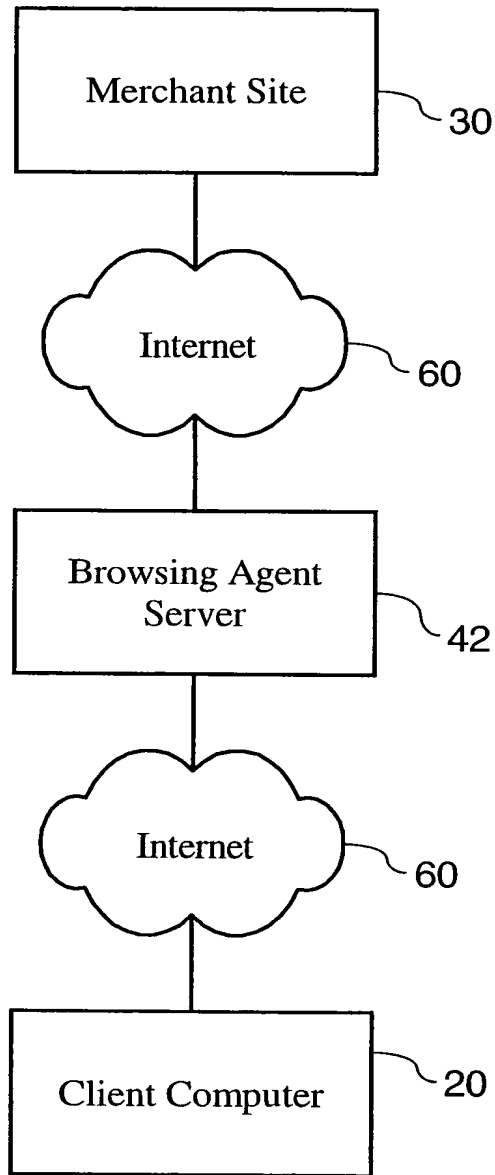 Merchant Site
30
Internet
60
Browsing Agent
Server
42
Internet
60
Client Computer
20